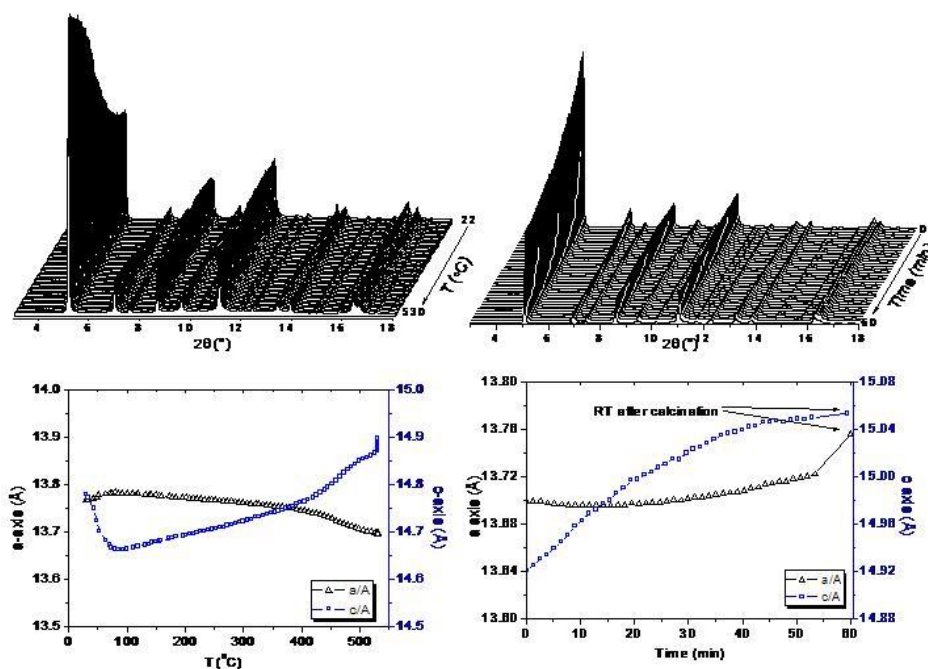 22
T (°C)
530
4 6 8 10 12 14 16 18
2θ(°)
0
Time (min)
60
4 6 8 10 12 14 16 18
2θ(°)
14.0
13.9
13.8
13.7
13.6
13.5
a-axis (Å)
15.0
14.9
14.8
14.7
14.6
14.5
c-axis (Å)
a/A
c/A
0 100 200 300 400 500
T (°C)
13.80
13.76
13.72
13.68
13.64
13.60
a-axis (Å)
15.08
15.04
15.00
14.96
14.92
14.88
c axis (Å)
RT after calcination
a/A
c/A
0 10 20 30 40 50 60
Time (min)